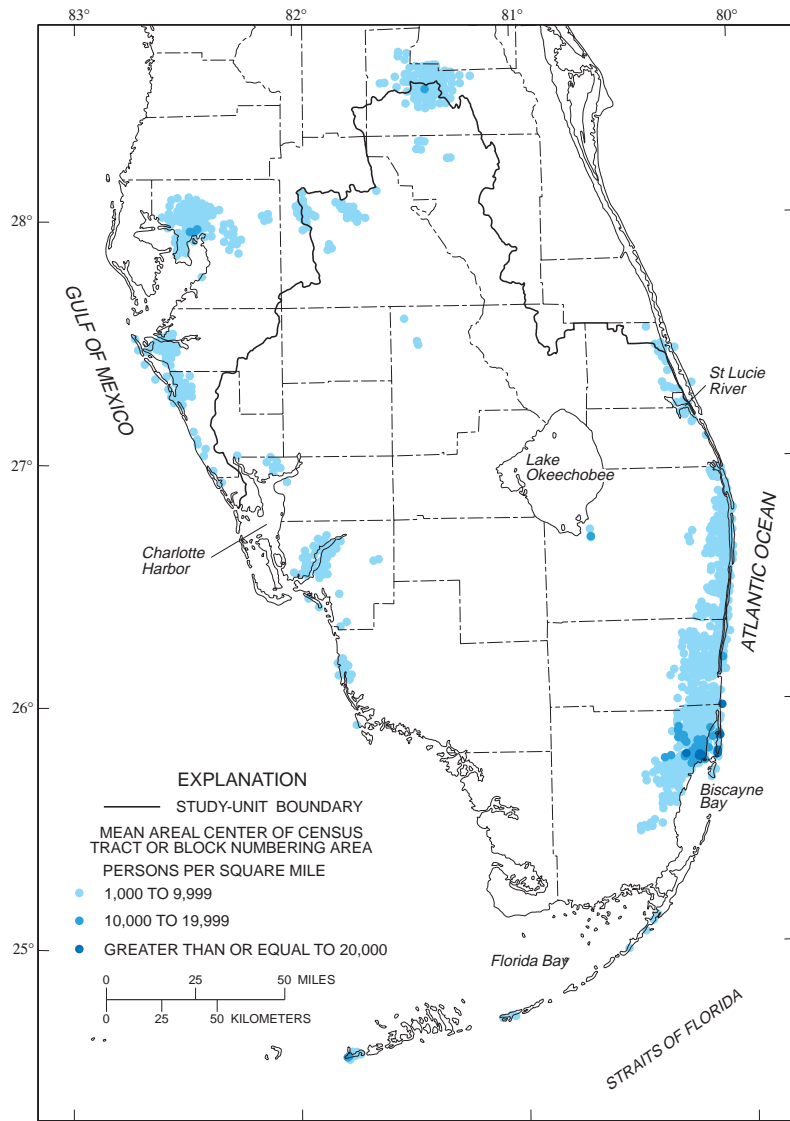 83° 82° 81° 80°
28°
27°
26°
25°
GULF OF MEXICO
St Lucie
River
Lake
Okeechobee
Charlotte
Harbor
ATLANTIC OCEAN
Biscayne
Bay
Florida Bay
STRAITS OF FLORIDA
EXPLANATION
STUDY-UNIT BOUNDARY
MEAN AREAL CENTER OF CENSUS
TRACT OR BLOCK NUMBERING AREA
PERSONS PER SQUARE MILE
1,000 TO 9,999
10,000 TO 19,999
GREATER THAN OR EQUAL TO 20,000
0 25 50 MILES
0 25 50 KILOMETERS